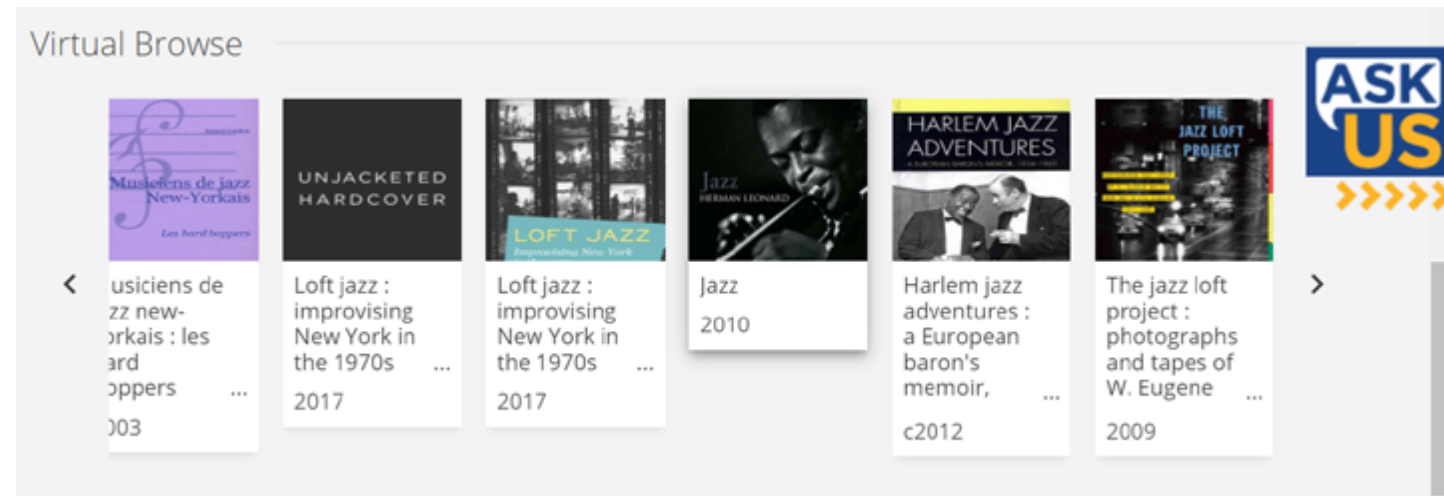 Virtual Browse
ASK
US
Musiciens de jazz
New-Yorkais
Les hard boppers
UNJACKETED
HARDCOVER
LOFT JAZZ
Improvising New York
Jazz
HERMAN LEONARD
HARLEM JAZZ
ADVENTURES
A EUROPEAN BARON'S MEMOIR, 1934-1969
THE
JAZZ LOFT
PROJECT
usiciens de
zz new-
orkais : les
ard
oppers ...
003
Loft jazz :
improvising
New York in
the 1970s ...
2017
Loft jazz :
improvising
New York in
the 1970s ...
2017
Jazz
2010
Harlem jazz
adventures :
a European
baron's
memoir, ...
c2012
The jazz loft
project :
photographs
and tapes of
W. Eugene ...
2009